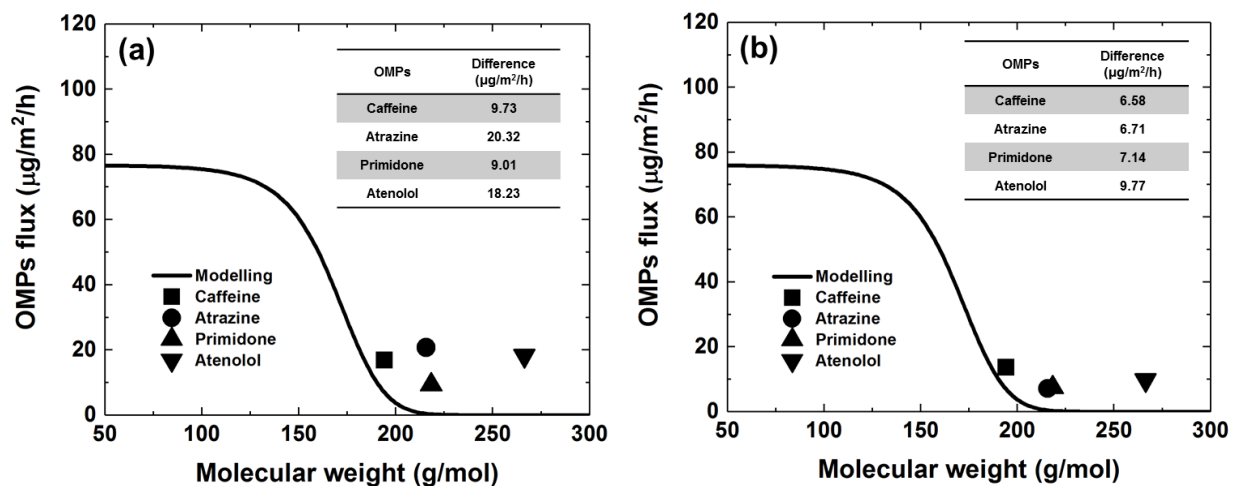 (a)
OMPs Difference
(µg/m²/h)
Caffeine 9.73
Atrazine 20.32
Primidone 9.01
Atenolol 18.23
OMPs flux (µg/m²/h)
120
100
80
60
40
20
0
Modelling
Caffeine
Atrazine
Primidone
Atenolol
50 100 150 200 250 300
Molecular weight (g/mol)
(b)
OMPs Difference
(µg/m²/h)
Caffeine 6.58
Atrazine 6.71
Primidone 7.14
Atenolol 9.77
OMPs flux (µg/m²/h)
120
100
80
60
40
20
0
Modelling
Caffeine
Atrazine
Primidone
Atenolol
50 100 150 200 250 300
Molecular weight (g/mol)